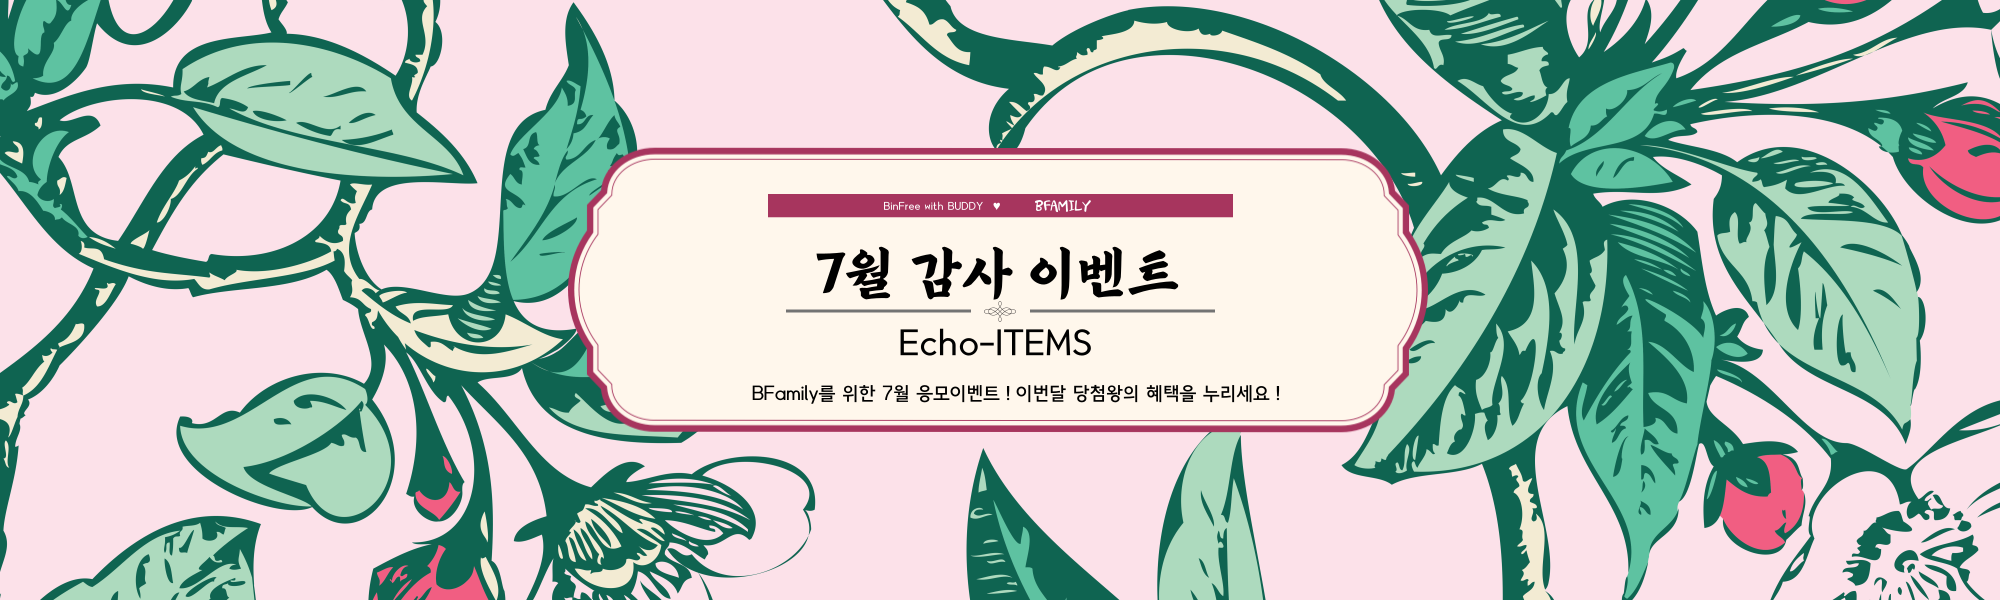 BinFree with BUDDY ♥ BFAMILY
7월 감사 이벤트
Echo-ITEMS
BFamily를 위한 7월 응모이벤트 ! 이번달 당첨왕의 혜택을 누리세요 !